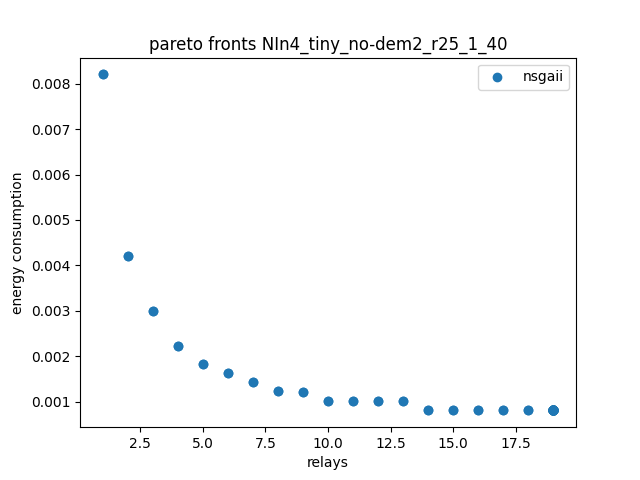 pareto fronts NIn4_tiny_no-dem2_r25_1_40
nsgaii
energy consumption
0.008
0.007
0.006
0.005
0.004
0.003
0.002
0.001
2.5 5.0 7.5 10.0 12.5 15.0 17.5
relays